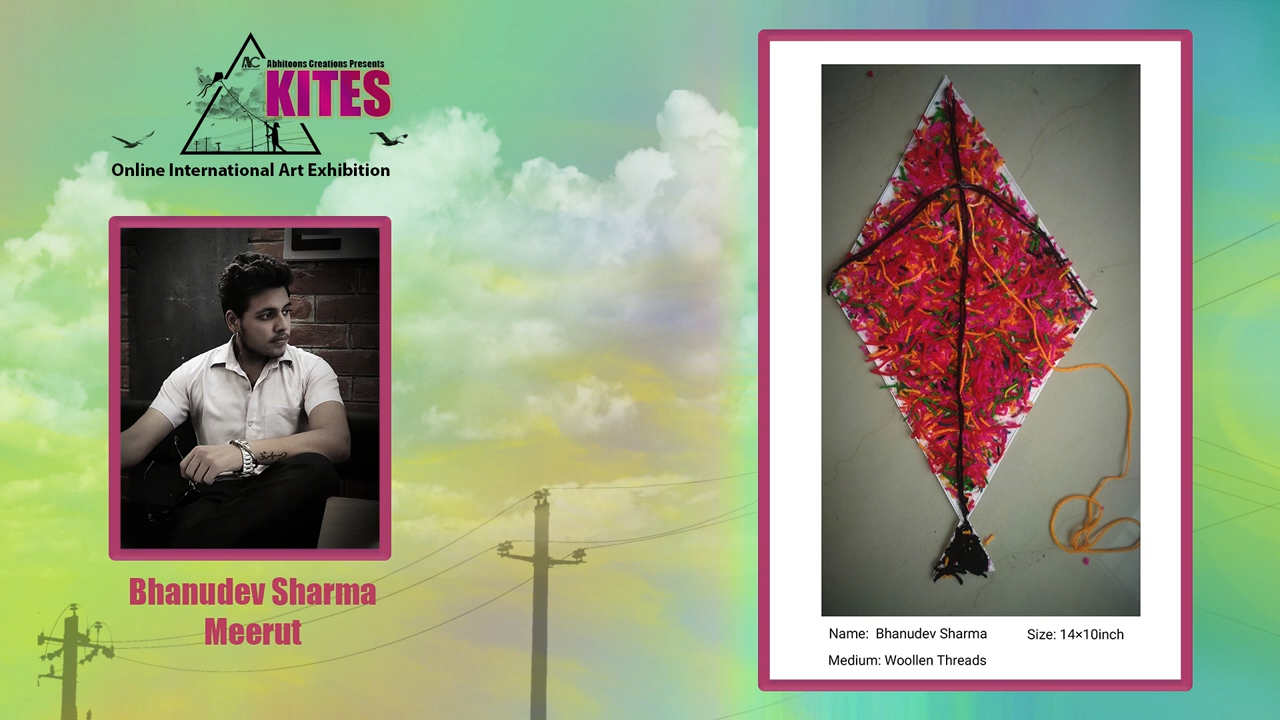 AC
Abhitoons Creations Presents
KITES
Online International Art Exhibition
Bhanudev Sharma
Meerut
Name: Bhanudev Sharma
Size: 14×10inch
Medium: Woollen Threads